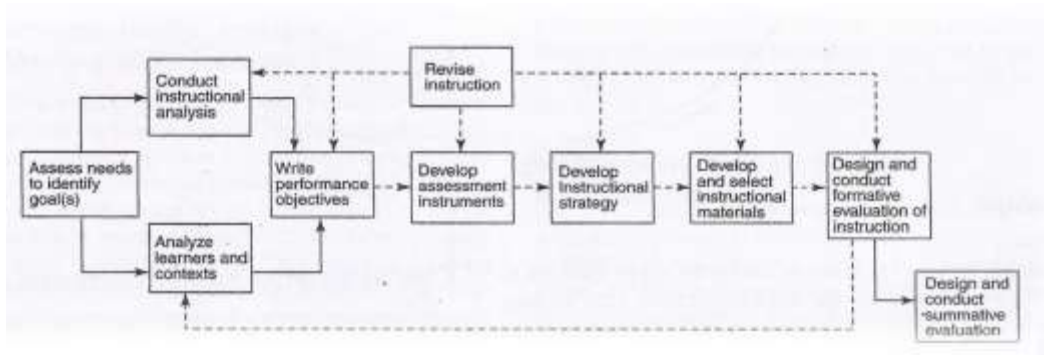 Conduct
instructional
analysis
Revise
instruction
Assess needs
to identify
goal(s)
Write
performance
objectives
Develop
assessment
instruments
Develop
Instructional
strategy
Develop
and select
instructional
materials
Design and
conduct
formative
evaluation of
instruction
Analyze
learners and
contexts
Design and
conduct
summative
evaluation